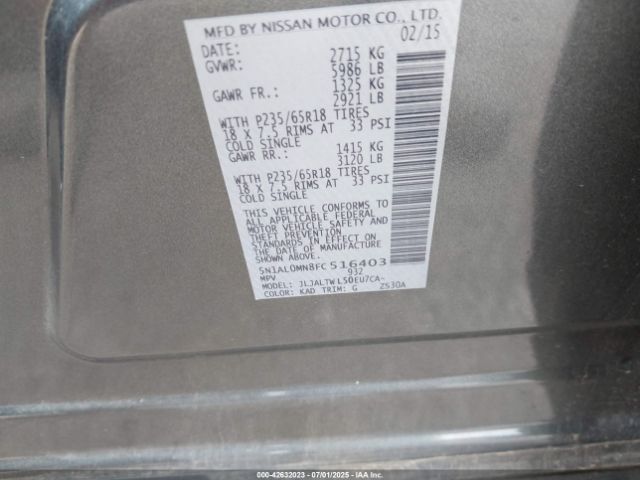 MFD BY NISSAN MOTOR CO., LTD.
DATE: 02/15
GVWR: 2715 KG
5986 LB
GAWR FR.: 1325 KG
2921 LB
WITH P235/65R18 TIRES
18 X 7.5 RIMS AT 33 PSI
COLD SINGLE
GAWR RR.: 1415 KG
3120 LB
WITH P235/65R18 TIRES
18 X 7.5 RIMS AT 33 PSI
COLD SINGLE
THIS VEHICLE CONFORMS TO
ALL APPLICABLE FEDERAL
MOTOR VEHICLE SAFETY AND
THEFT PREVENTION
STANDARDS IN EFFECT ON
THE DATE OF MANUFACTURE
SHOWN ABOVE.
5N1AL0MN8FC 516403
MPV 932
MODEL: JLJALTWL50EU7CA-
COLOR: KAD TRIM: G Z530A
000-42632023 | 07/01/2025 | IAAI.CA